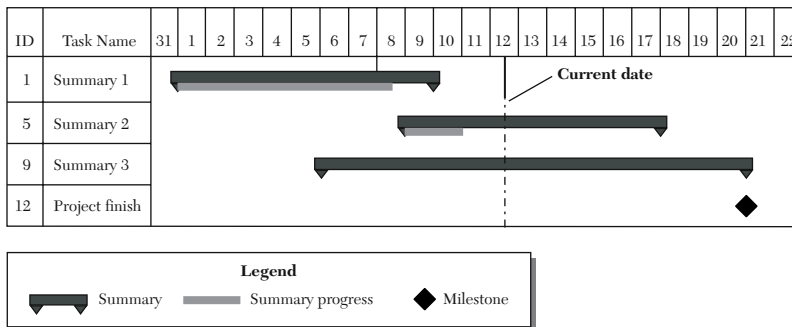 ID Task Name 31 1 2 3 4 5 6 7 8 9 10 11 12 13 14 15 16 17 18 19 20 21 22
1 Summary 1
Current date
5 Summary 2
9 Summary 3
12 Project finish
Legend
Summary Summary progress Milestone